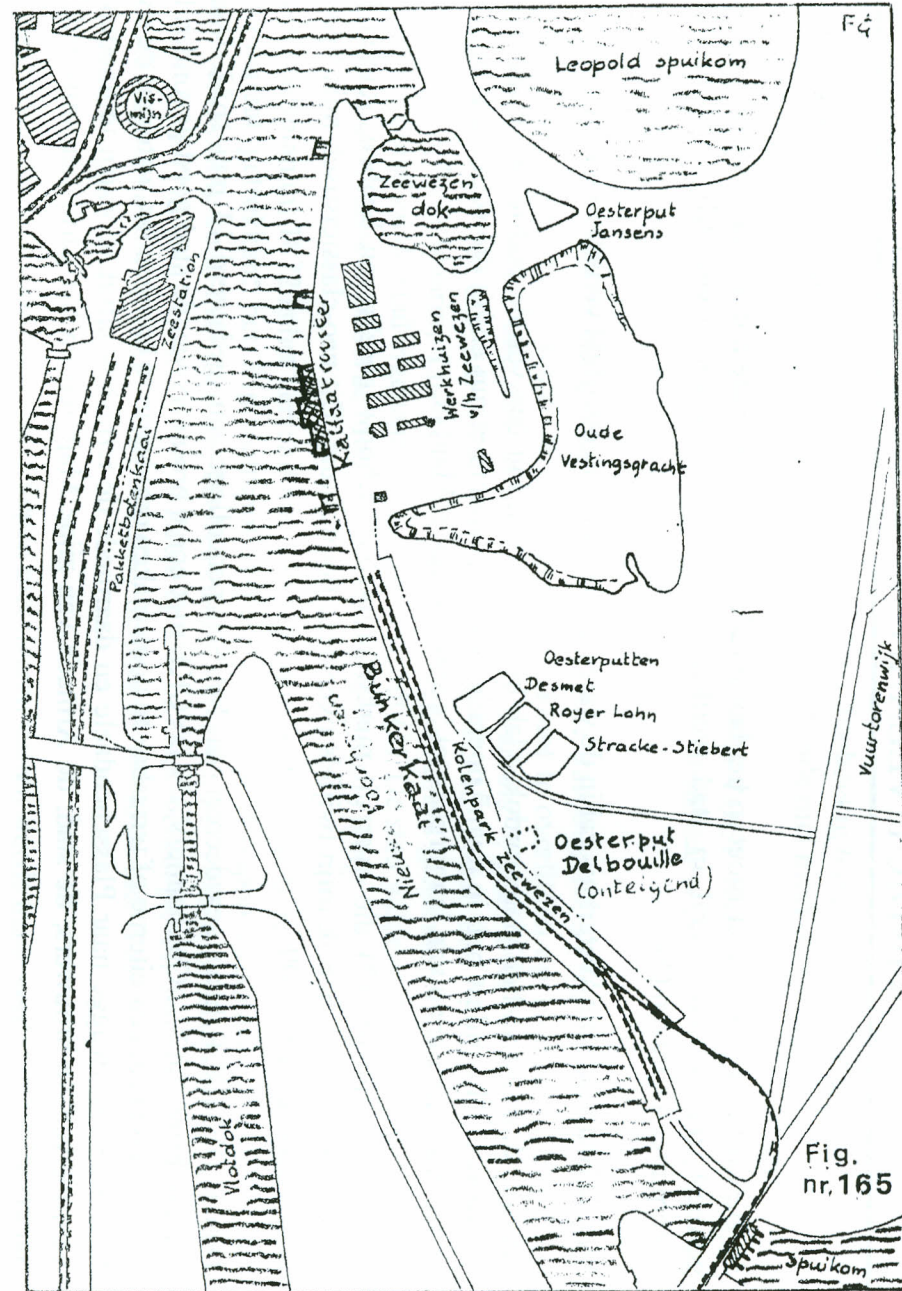 F4
Leopold spuikom
Vis-
mijn
Zeewezen
dok
Oesterput
Jansens
Zeestation
Werkhuizen
v/h Zeewezen
Oude
Vestingsgracht
Pakketbotenkaai
Oesterputten
Desmet
Royer Lohn
Stracke-Stiebert
Vuurtorenwijk
Bunkerkaai
Nieuwe voorhaven
Kolenpark Zeewezen
Oesterput
Delbouille
(onteigend)
Vlotdok
Fig.
nr, 165
Spuikom